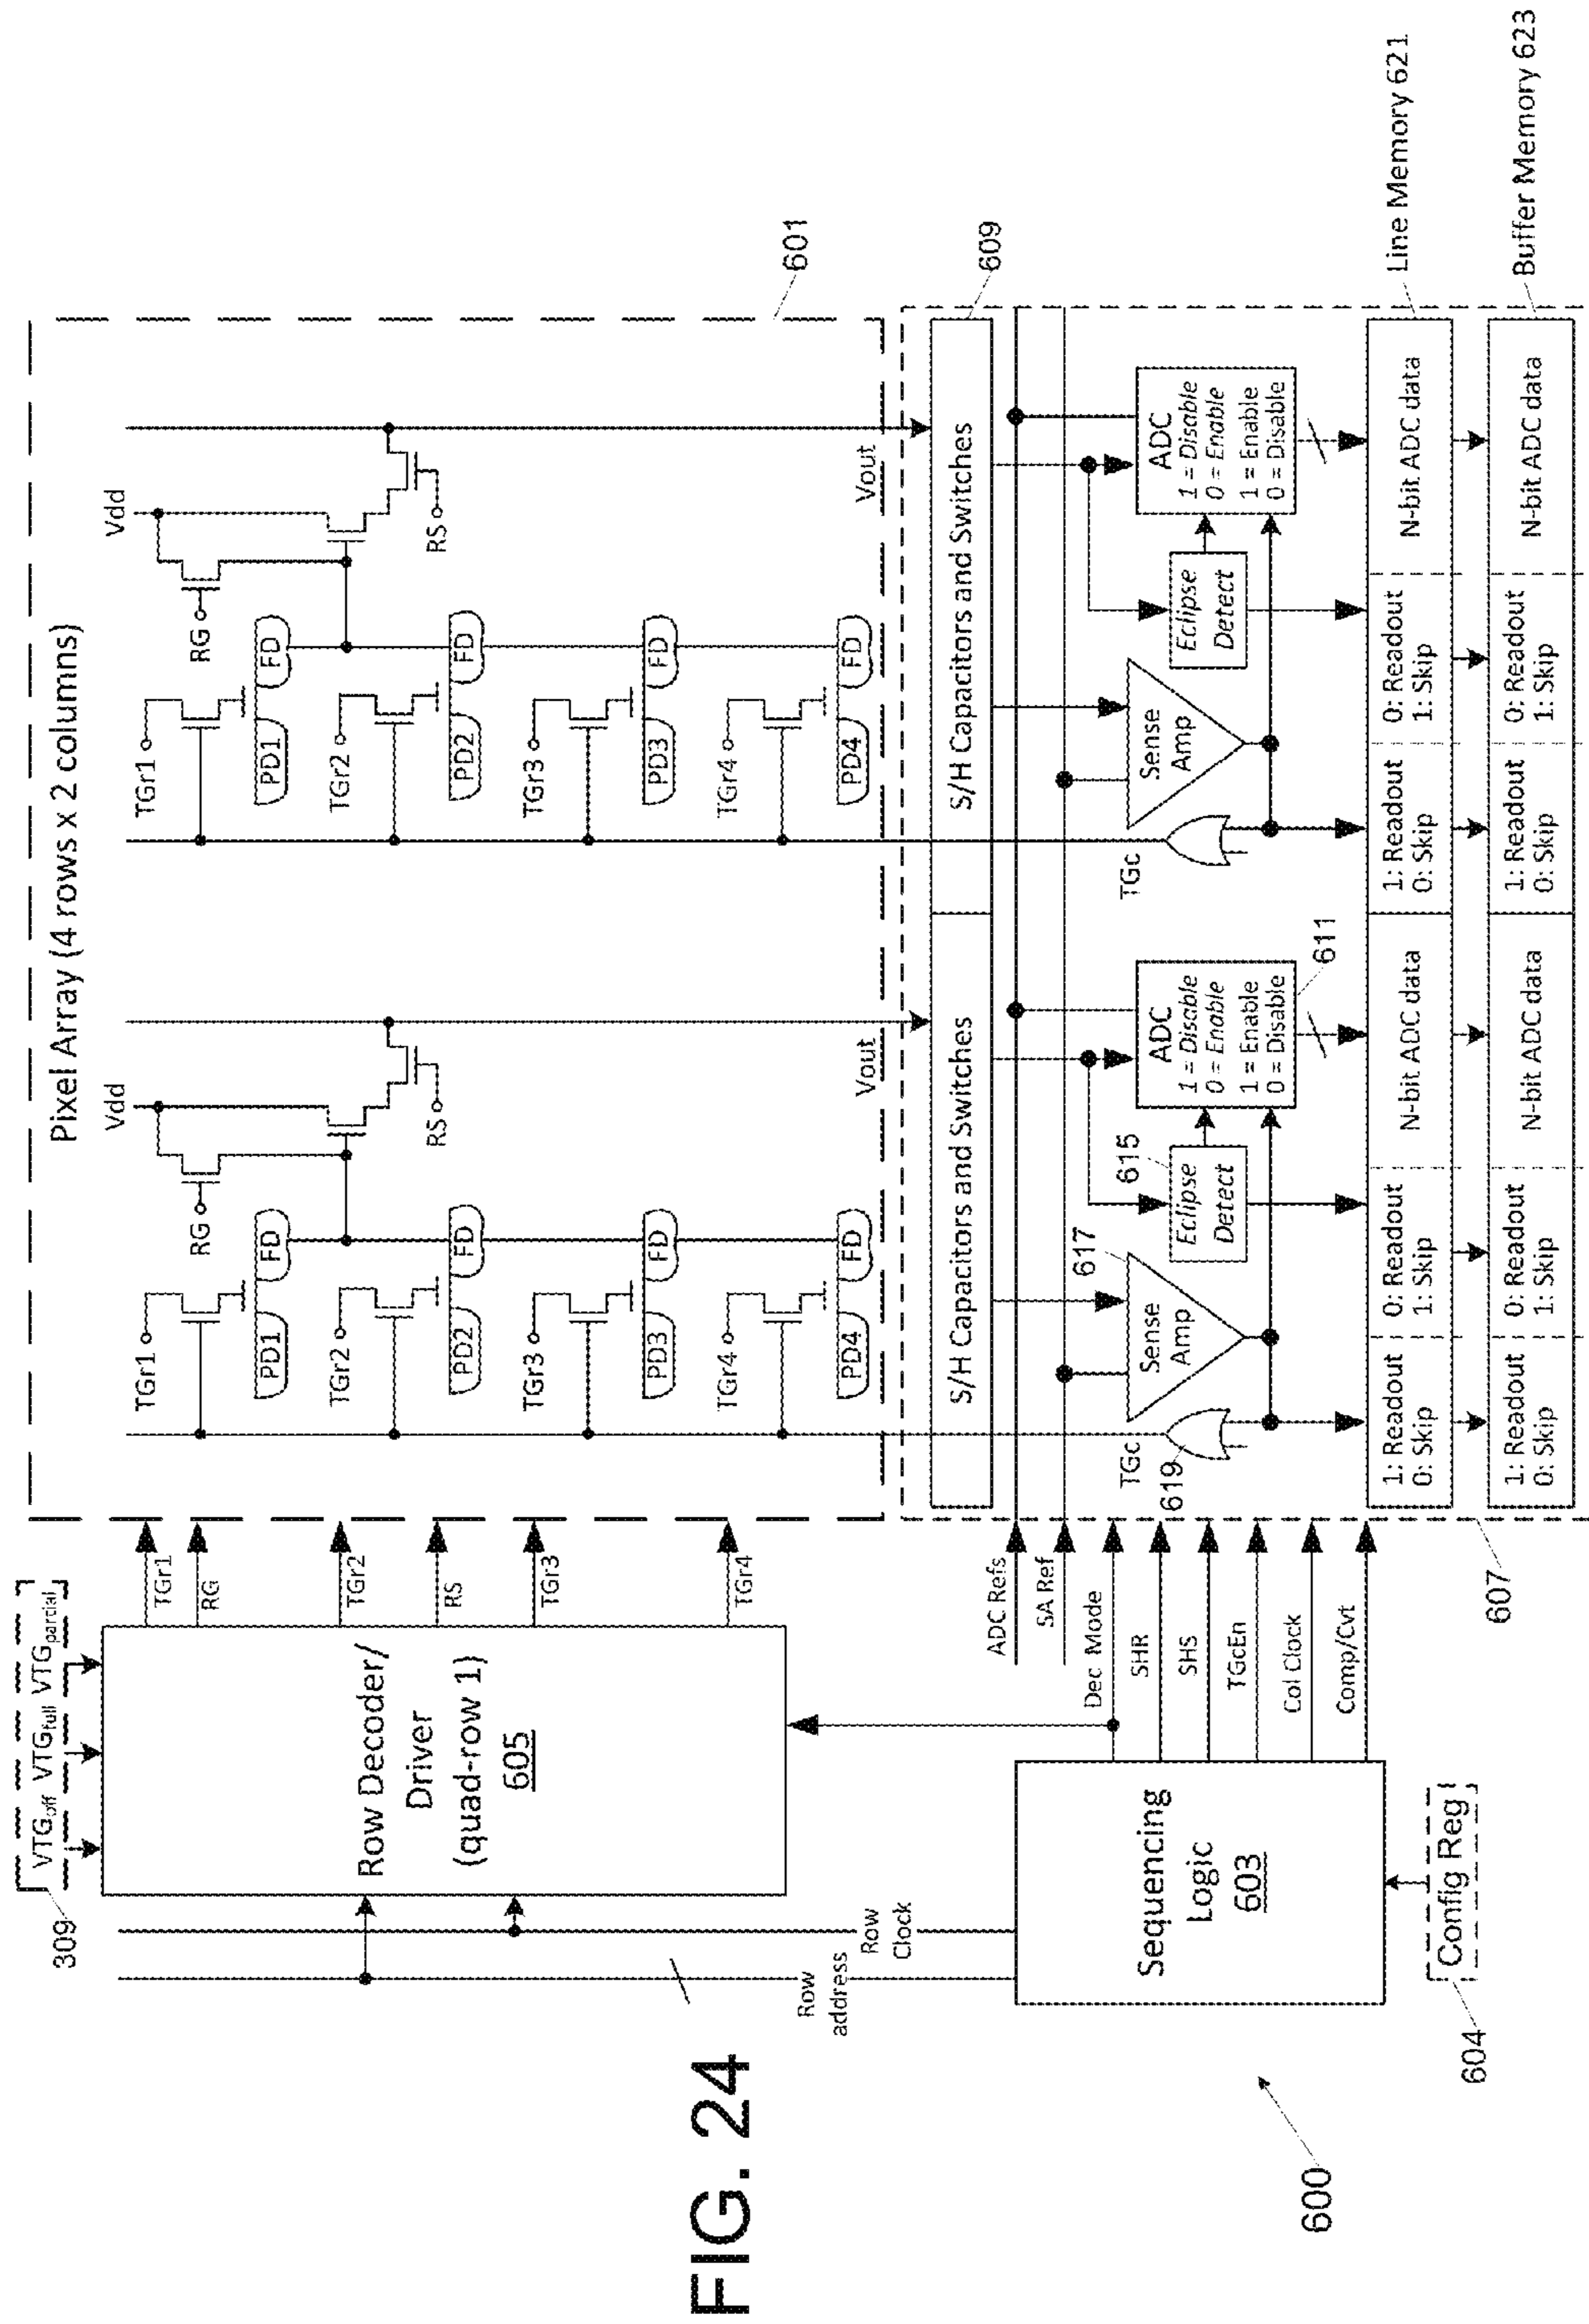 Pixel Array (4 rows x 2 columns)
601
309
VTGoff VTGfull VTGpartial
Row Decoder/
Driver
(quad-row 1)
605
TGr1
RG
TGr2
RS
TGr3
TGr4
Row
address
Row
Clock
TGr1
RG
Vdd
PD1
FD
TGr2
PD2
FD
RS
TGr3
PD3
FD
TGr4
PD4
FD
Vout
TGr1
RG
Vdd
PD1
FD
TGr2
PD2
FD
RS
TGr3
PD3
FD
TGr4
PD4
FD
Vout
Sequencing
Logic
603
Config Reg
604
ADC Refs
SA Ref
Dec Mode
SHR
SHS
TGcEn
Col Clock
Comp/Cvt
607
S/H Capacitors and Switches
S/H Capacitors and Switches
609
TGc
619
Sense
Amp
617
Eclipse
Detect
615
ADC
1 = Disable
0 = Enable
1 = Enable
0 = Disable
611
TGc
Sense
Amp
Eclipse
Detect
ADC
1 = Disable
0 = Enable
1 = Enable
0 = Disable
1: Readout
0: Skip
0: Readout
1: Skip
N-bit ADC data
1: Readout
0: Skip
0: Readout
1: Skip
N-bit ADC data
Line Memory 621
1: Readout
0: Skip
0: Readout
1: Skip
N-bit ADC data
1: Readout
0: Skip
0: Readout
1: Skip
N-bit ADC data
Buffer Memory 623
600
FIG. 24